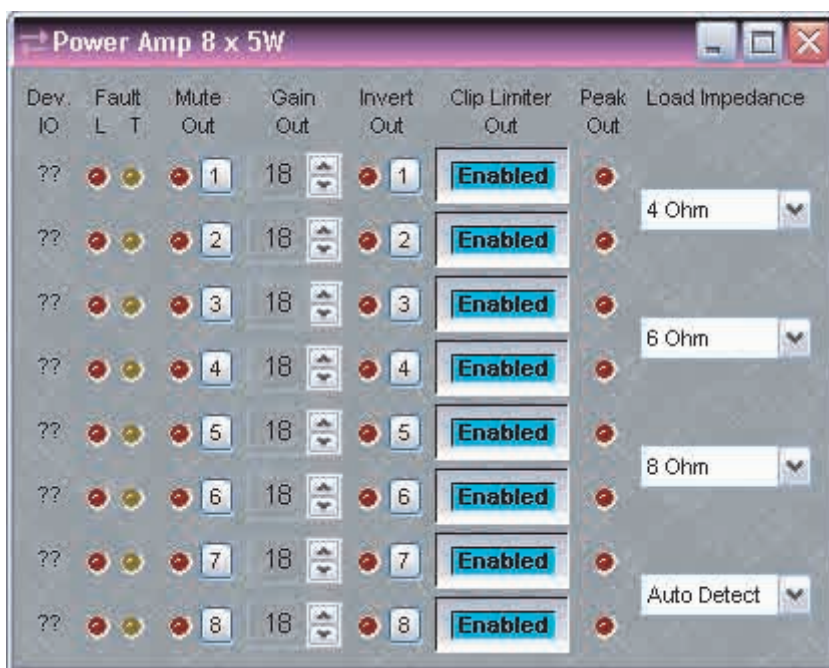 Power Amp 8 x 5W
Dev. Fault Mute Gain Invert Clip Limiter Peak Load Impedance
IO L T Out Out Out Out Out
?? 1 18 1 Enabled
4 Ohm
?? 2 18 2 Enabled
?? 3 18 3 Enabled
6 Ohm
?? 4 18 4 Enabled
?? 5 18 5 Enabled
8 Ohm
?? 6 18 6 Enabled
?? 7 18 7 Enabled
Auto Detect
?? 8 18 8 Enabled